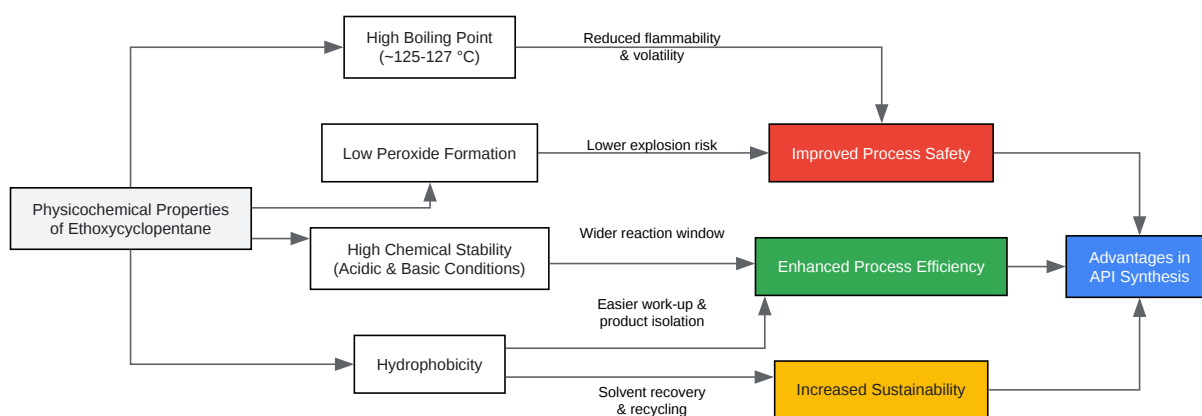 High Boiling Point
(~125-127 °C)
Reduced flammability
& volatility
Low Peroxide Formation
Lower explosion risk
Improved Process Safety
Physicochemical Properties
of Ethoxycyclopentane
High Chemical Stability
(Acidic & Basic Conditions)
Wider reaction window
Enhanced Process Efficiency
Advantages in
API Synthesis
Easier work-up &
product isolation
Hydrophobicity
Solvent recovery
& recycling
Increased Sustainability